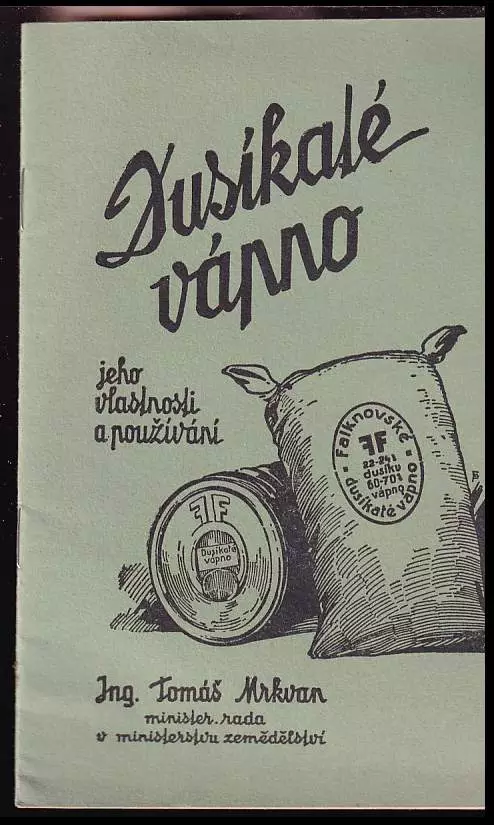 Dusíkaté
vápno
jeho
vlastnosti
a používání
Falknovské
FF
22-24%
dusíku
60-70%
vápno
dusíkaté vápno
FF
Dusíkaté
vápno
Ing. Tomáš Mrkvan
minister. rada
v ministerstvu zemědělství